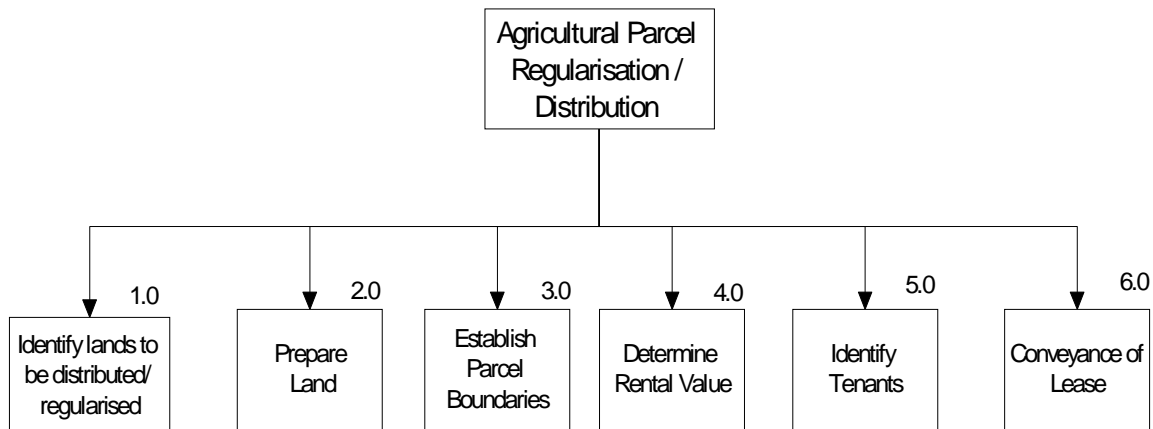 Agricultural Parcel
Regularisation /
Distribution
1.0
Identify lands to
be distributed/
regularised
2.0
Prepare
Land
3.0
Establish
Parcel
Boundaries
4.0
Determine
Rental Value
5.0
Identify
Tenants
6.0
Conveyance of
Lease